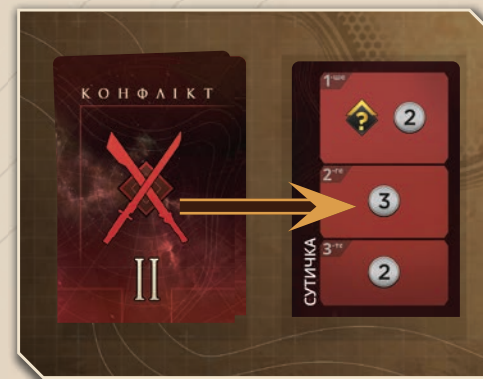 КОНФЛІКТ
II
1-ше
? 2
2-ге
3
3-тє
2
СУТИЧКА